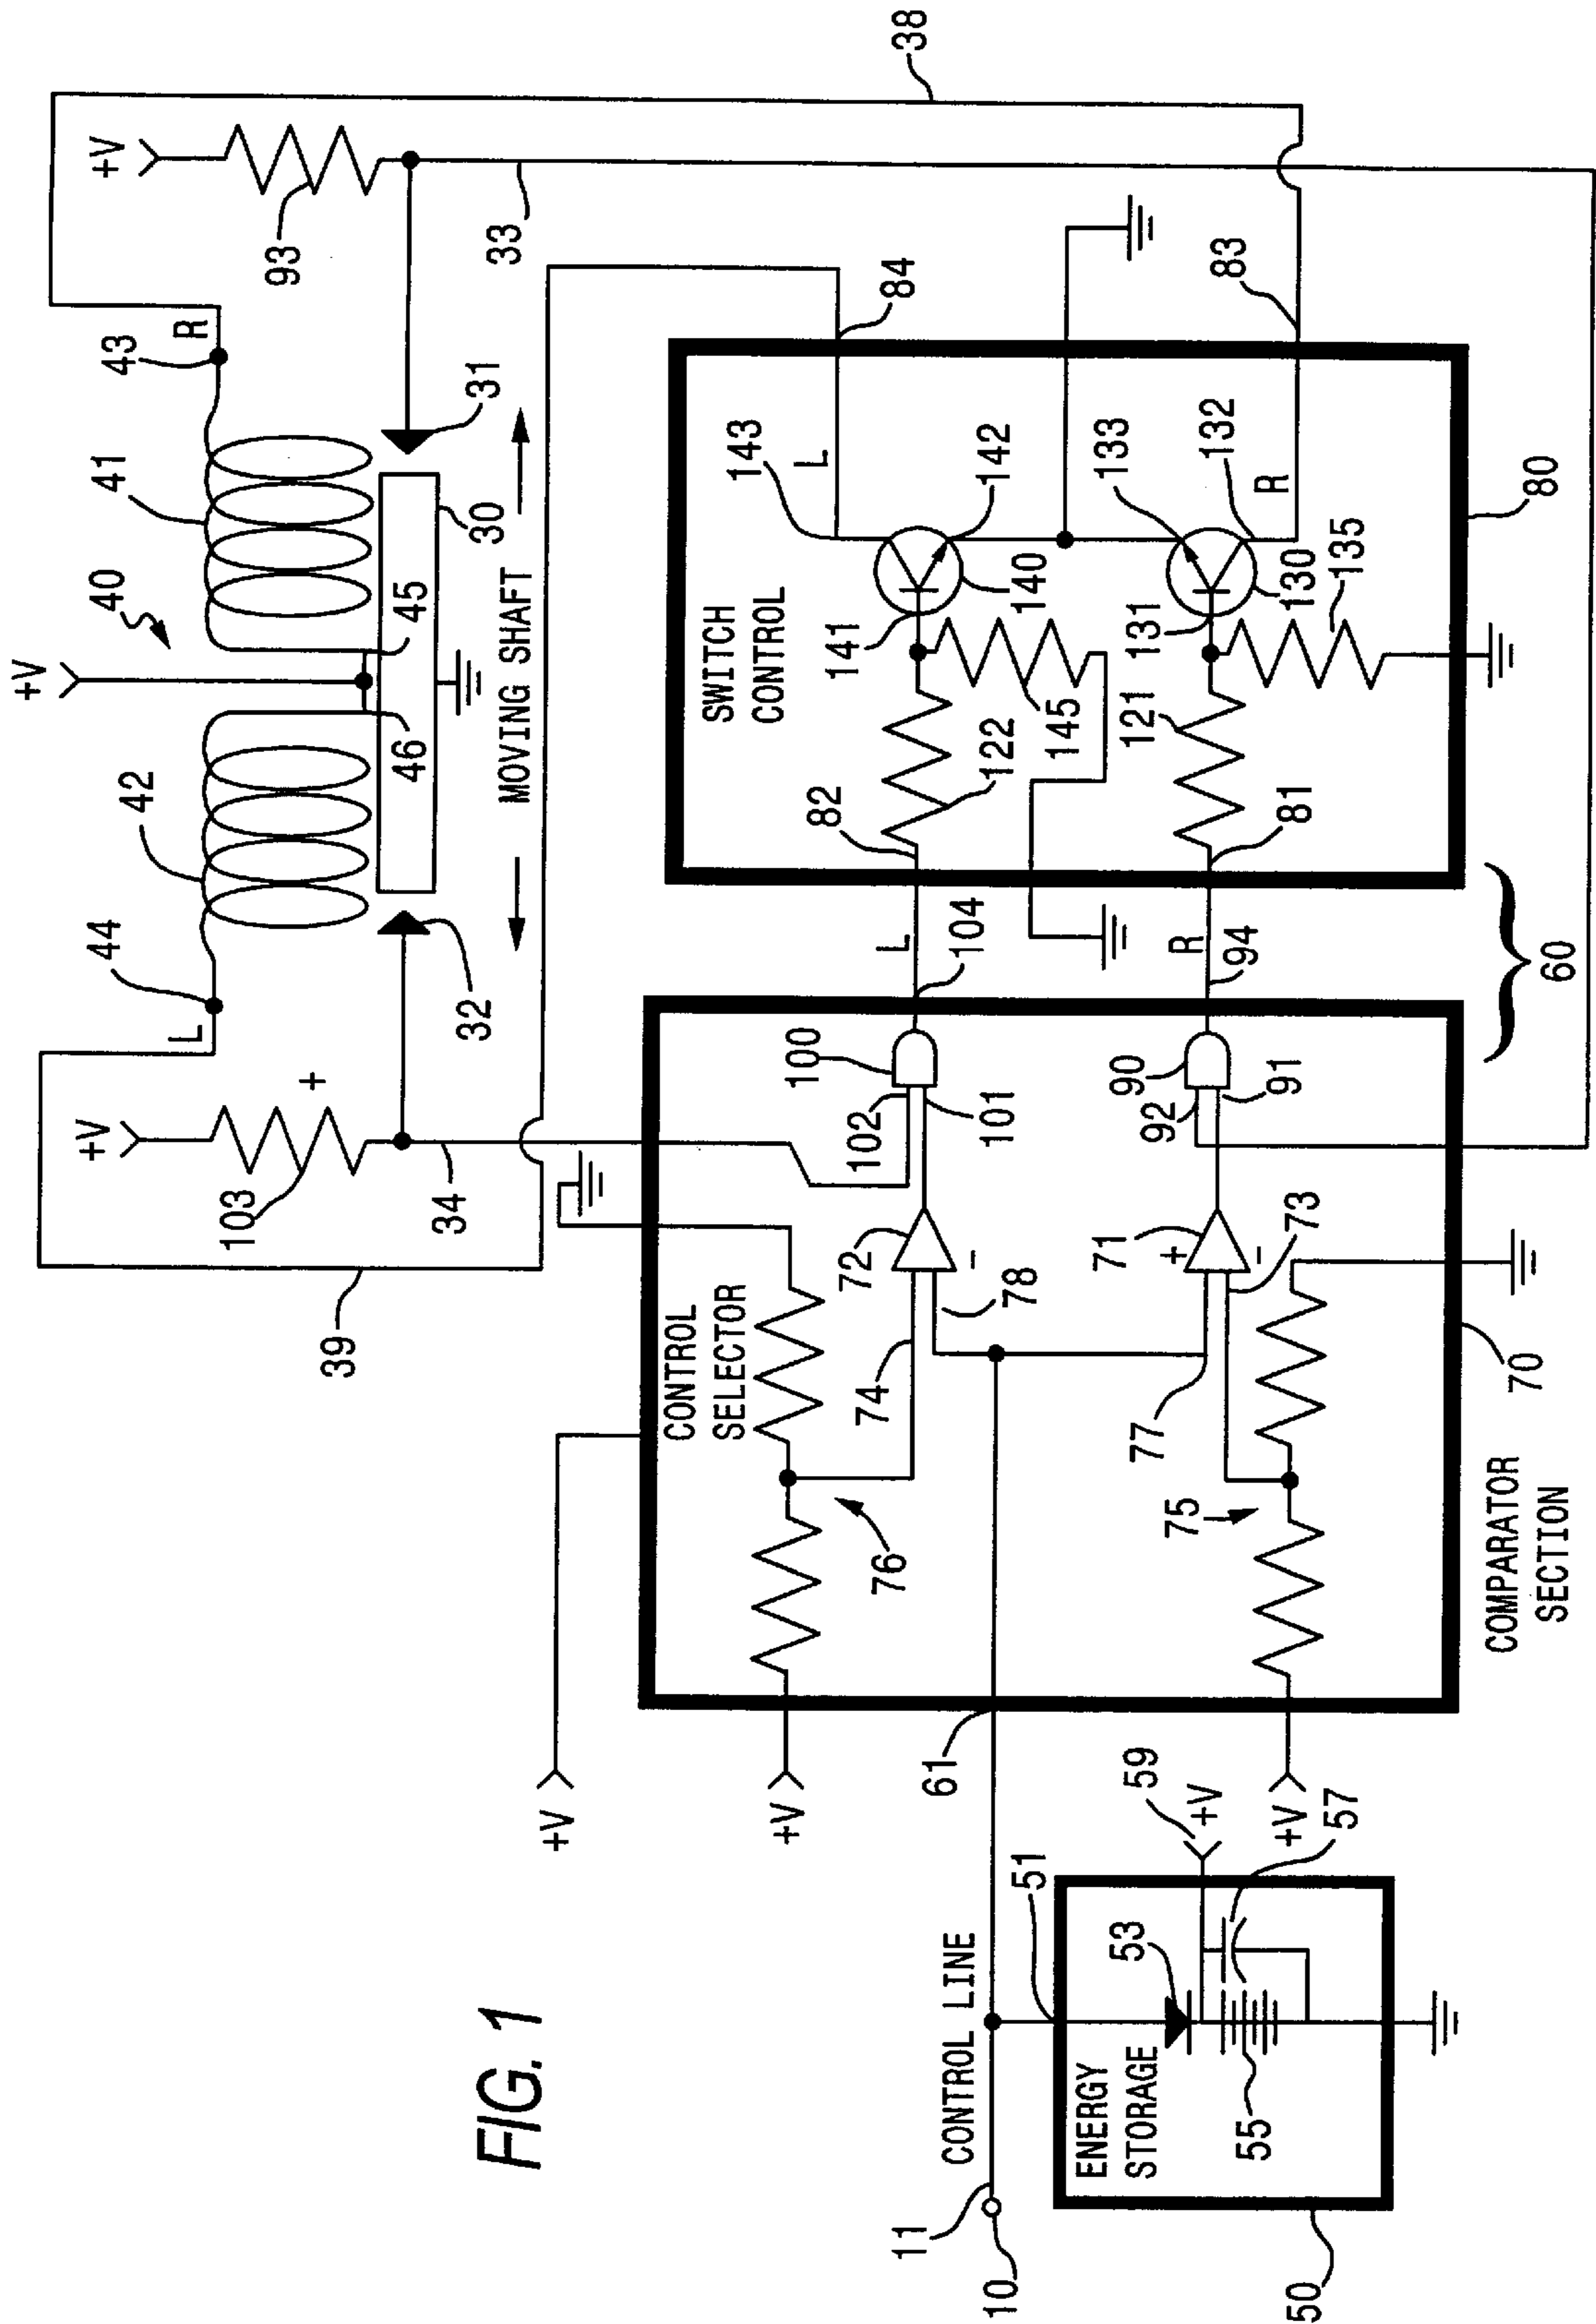 FIG. 1
+V
40
+V
44
L
42
41
43
R
+V
93
38
103
+
32
46
45
30
31
MOVING SHAFT
39
34
33
+V
+V
CONTROL
SELECTOR
76
74
72
78
-
102
101
100
104
L
SWITCH
CONTROL
82
122
141
145
140
143
L
142
84
10
11
CONTROL LINE
51
61
77
71
+
-
73
75
92
91
90
94
R
81
121
131
130
135
133
132
R
83
ENERGY
STORAGE
53
55
57
59
+V
+V
50
COMPARATOR
SECTION
70
60
80